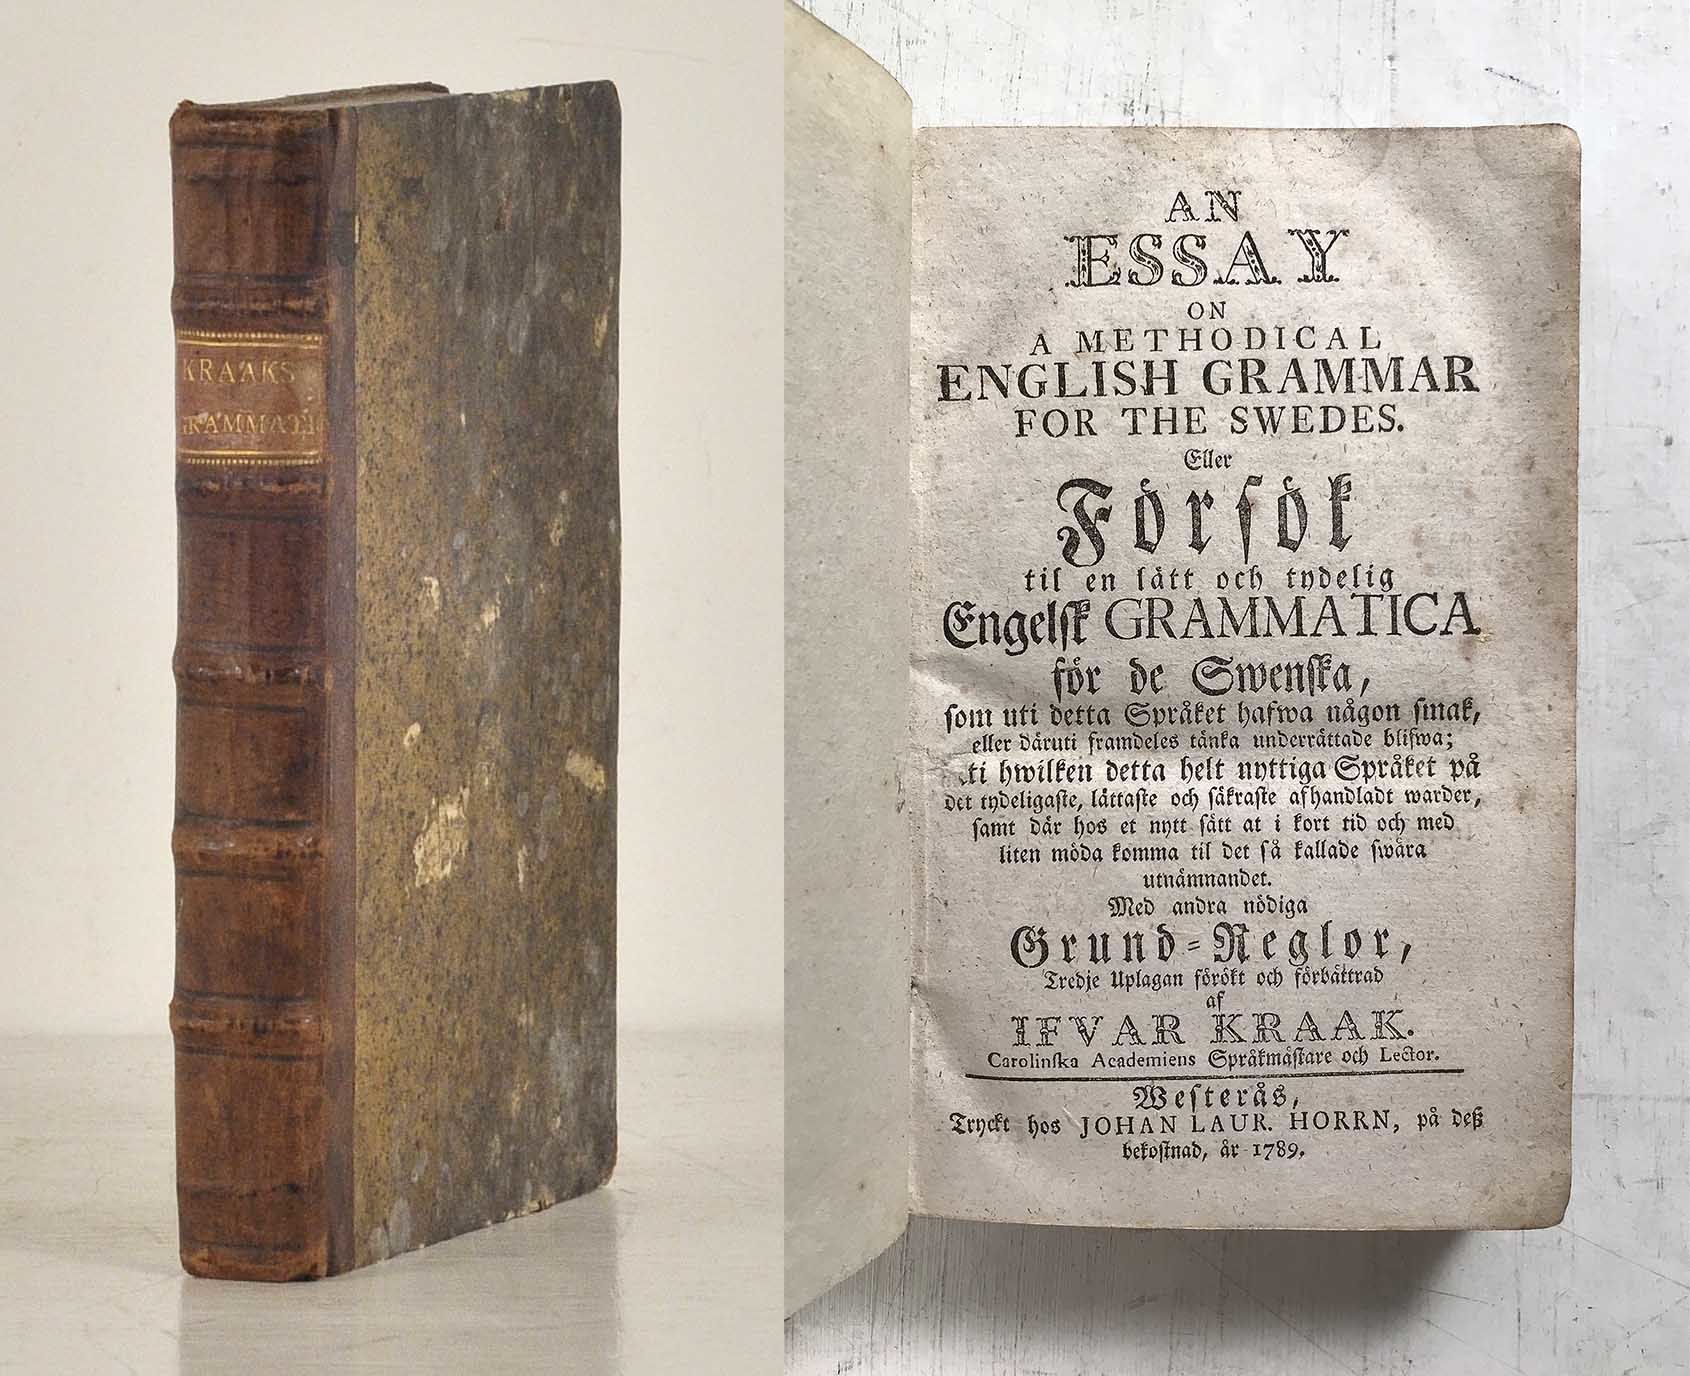 KRAAKS
GRAMMATI
AN
ESSAY
ON
A METHODICAL
ENGLISH GRAMMAR
FOR THE SWEDES.
Eller
Försök
til en lätt och tydelig
Engelsk GRAMMATICA
för de Swenska,
som uti detta Språket hafwa någon smak,
eller däruti framdeles tänka underrättade blifwa;
ti hwilken detta helt nyttiga Språket på
det tydeligaste, lättaste och säkraste afhandladt warder,
samt där hos et nytt sätt at i kort tid och med
liten möda komma til det så kallade swåra
utnämnandet.
Med andra nödiga
Grund-Reglor,
Tredje Uplagan förökt och förbättrad
af
IFVAR KRAAK.
Carolinska Academiens Språkmästare och Lector.
Westerås,
Tryckt hos JOHAN LAUR. HORRN, på deß
bekostnad, år 1789.